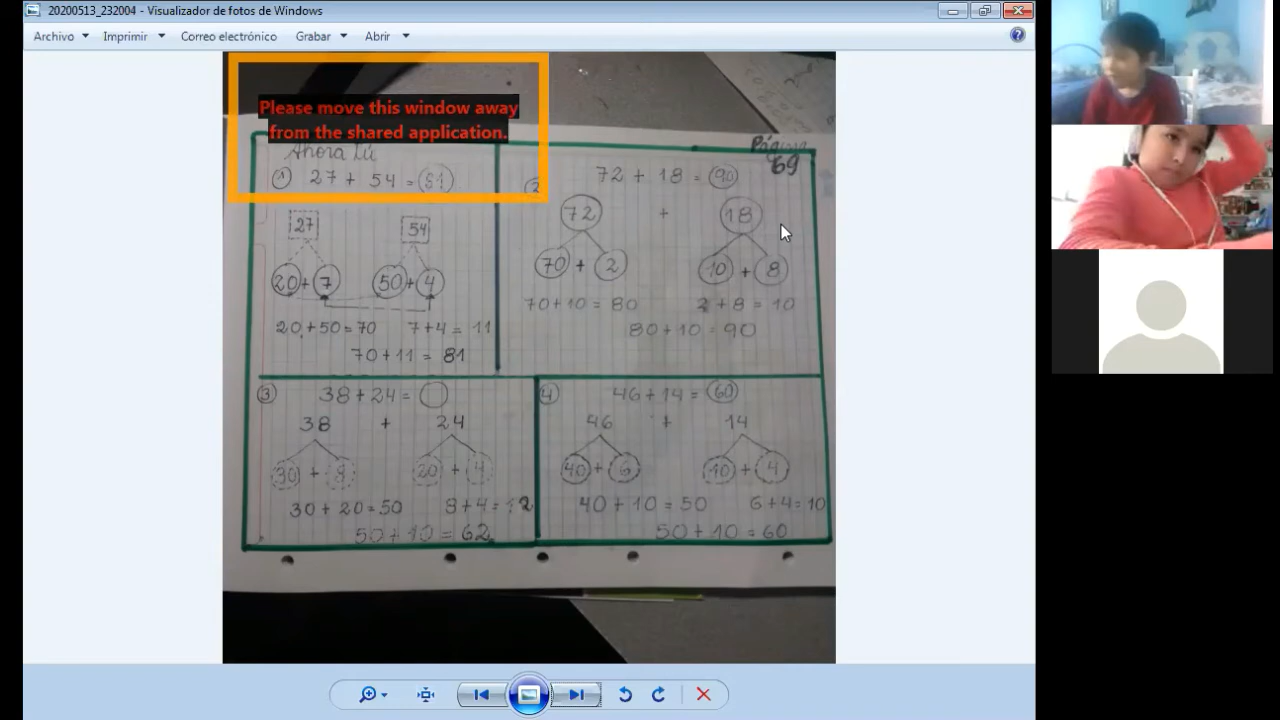 20200513_232004 - Visualizador de fotos de Windows
Archivo Imprimir Correo electrónico Grabar Abrir
Please move this window away
from the shared application.
Página
69
Ahora tú
1 27 + 54 = 81
27 54
20 + 7 50 + 4
20 + 50 = 70 7 + 4 = 11
70 + 11 = 81
2 72 + 18 = 90
72 + 18
70 + 2 10 + 8
70 + 10 = 80 2 + 8 = 10
80 + 10 = 90
3 38 + 24 =
38 + 24
30 + 8 20 + 4
30 + 20 = 50 8 + 4 = 12
50 + 10 = 62
4 46 + 14 = 60
46 + 14
40 + 6 10 + 4
40 + 10 = 50 6 + 4 = 10
50 + 10 = 60